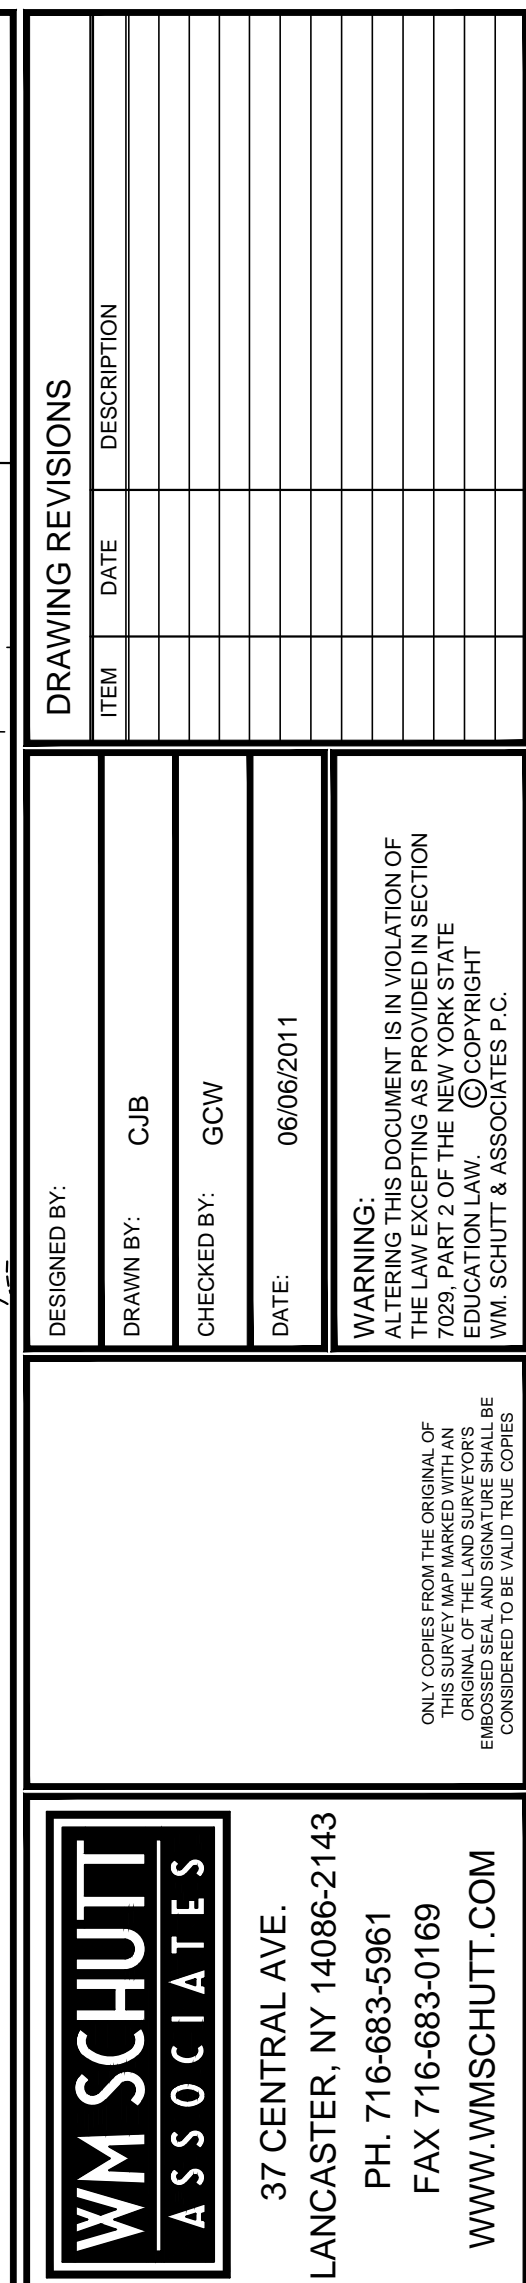 WM SCHUTT
ASSOCIATES
37 CENTRAL AVE.
LANCASTER, NY 14086-2143
PH. 716-683-5961
FAX 716-683-0169
WWW.WMSCHUTT.COM
ONLY COPIES FROM THE ORIGINAL OF
THIS SURVEY MAP MARKED WITH AN
ORIGINAL OF THE LAND SURVEYOR'S
EMBOSSED SEAL AND SIGNATURE SHALL BE
CONSIDERED TO BE VALID TRUE COPIES
DESIGNED BY:
DRAWN BY: CJB
CHECKED BY: GCW
DATE: 06/06/2011
WARNING:
ALTERING THIS DOCUMENT IS IN VIOLATION OF
THE LAW EXCEPTING AS PROVIDED IN SECTION
7029, PART 2 OF THE NEW YORK STATE
EDUCATION LAW. © COPYRIGHT
WM. SCHUTT & ASSOCIATES P.C.
DRAWING REVISIONS
ITEM DATE DESCRIPTION